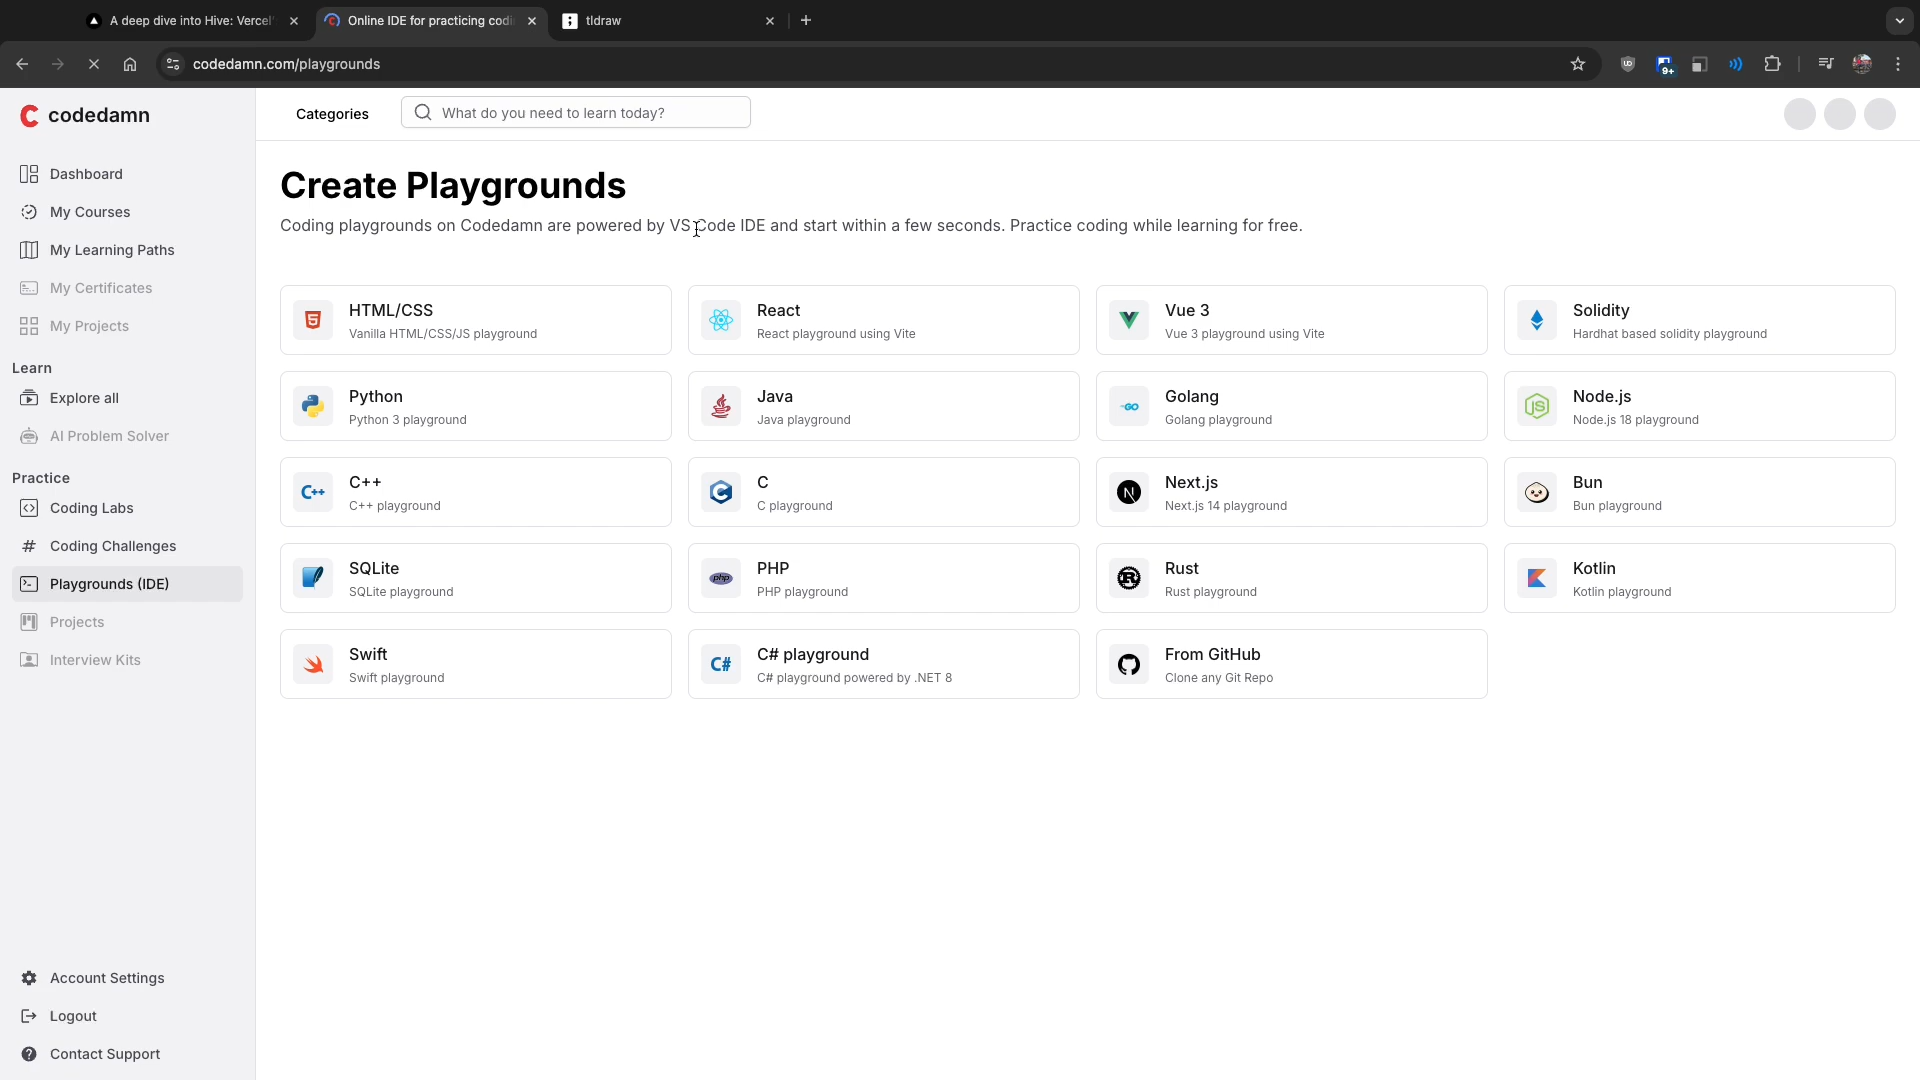 A deep dive into Hive: Vercel'
Online IDE for practicing codi
tldraw
codedamn.com/playgrounds
9+
codedamn
Categories
What do you need to learn today?
Dashboard
My Courses
My Learning Paths
My Certificates
My Projects
Learn
Explore all
AI Problem Solver
Practice
Coding Labs
Coding Challenges
Playgrounds (IDE)
Projects
Interview Kits
Account Settings
Logout
Contact Support
Create Playgrounds
Coding playgrounds on Codedamn are powered by VS Code IDE and start within a few seconds. Practice coding while learning for free.
HTML/CSS
Vanilla HTML/CSS/JS playground
React
React playground using Vite
Vue 3
Vue 3 playground using Vite
Solidity
Hardhat based solidity playground
Python
Python 3 playground
Java
Java playground
GO
Golang
Golang playground
JS
Node.js
Node.js 18 playground
C++
C++
C++ playground
C
C
C playground
N
Next.js
Next.js 14 playground
Bun
Bun playground
SQLite
SQLite playground
php
PHP
PHP playground
R
Rust
Rust playground
Kotlin
Kotlin playground
Swift
Swift playground
C#
C# playground
C# playground powered by .NET 8
From GitHub
Clone any Git Repo